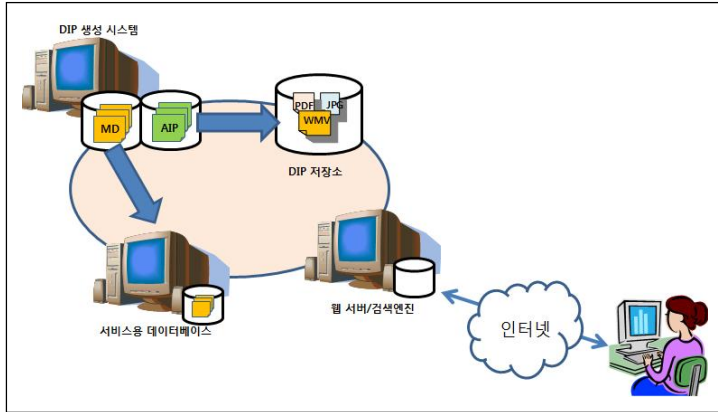 DIP 생성 시스템
MD
AIP
PDF
JPG
WMV
DIP 저장소
서비스용 데이터베이스
웹 서버/검색엔진
인터넷